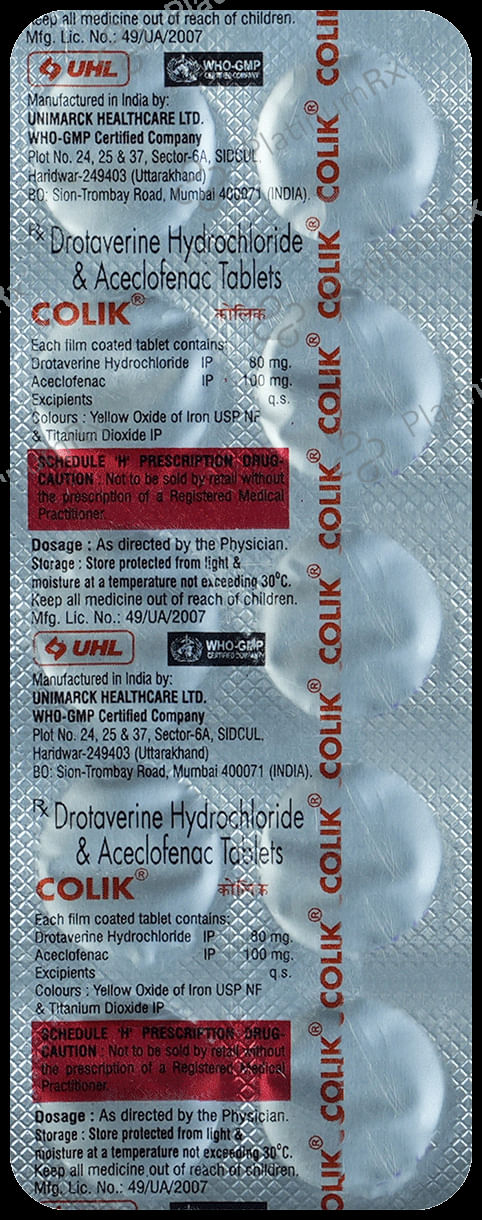 Keep all medicine out of reach of children.
Mfg. Lic. No.: 49/UA/2007
UHL WHO-GMP
CERTIFIED COMPANY
Manufactured in India by:
UNIMARCK HEALTHCARE LTD.
WHO-GMP Certified Company
Plot No. 24, 25 & 37, Sector-6A, SIDCUL,
Haridwar-249403 (Uttarakhand)
BO: Sion-Trombay Road, Mumbai 400071 (INDIA).
Rx Drotaverine Hydrochloride
& Aceclofenac Tablets
COLIK® कोलिक
Each film coated tablet contains:
Drotaverine Hydrochloride IP 80 mg.
Aceclofenac IP 100 mg.
Excipients q.s.
Colours : Yellow Oxide of Iron USP NF
& Titanium Dioxide IP
SCHEDULE 'H' PRESCRIPTION DRUG-
CAUTION : Not to be sold by retail without
the prescription of a Registered Medical
Practitioner.
Dosage : As directed by the Physician.
Storage : Store protected from light &
moisture at a temperature not exceeding 30°C.
Keep all medicine out of reach of children.
Mfg. Lic. No.: 49/UA/2007
UHL WHO-GMP
CERTIFIED COMPANY
Manufactured in India by:
UNIMARCK HEALTHCARE LTD.
WHO-GMP Certified Company
Plot No. 24, 25 & 37, Sector-6A, SIDCUL,
Haridwar-249403 (Uttarakhand)
BO: Sion-Trombay Road, Mumbai 400071 (INDIA).
Rx Drotaverine Hydrochloride
& Aceclofenac Tablets
COLIK® कोलिक
Each film coated tablet contains:
Drotaverine Hydrochloride IP 80 mg.
Aceclofenac IP 100 mg.
Excipients q.s.
Colours : Yellow Oxide of Iron USP NF
& Titanium Dioxide IP
SCHEDULE 'H' PRESCRIPTION DRUG-
CAUTION : Not to be sold by retail without
the prescription of a Registered Medical
Practitioner.
Dosage : As directed by the Physician.
Storage : Store protected from light &
moisture at a temperature not exceeding 30°C.
Keep all medicine out of reach of children.
Mfg. Lic. No.: 49/UA/2007
COLIK® COLIK® COLIK® COLIK® COLIK® COLIK® COLIK® COLIK® COLIK® COLIK® COLIK
PlatinumRx